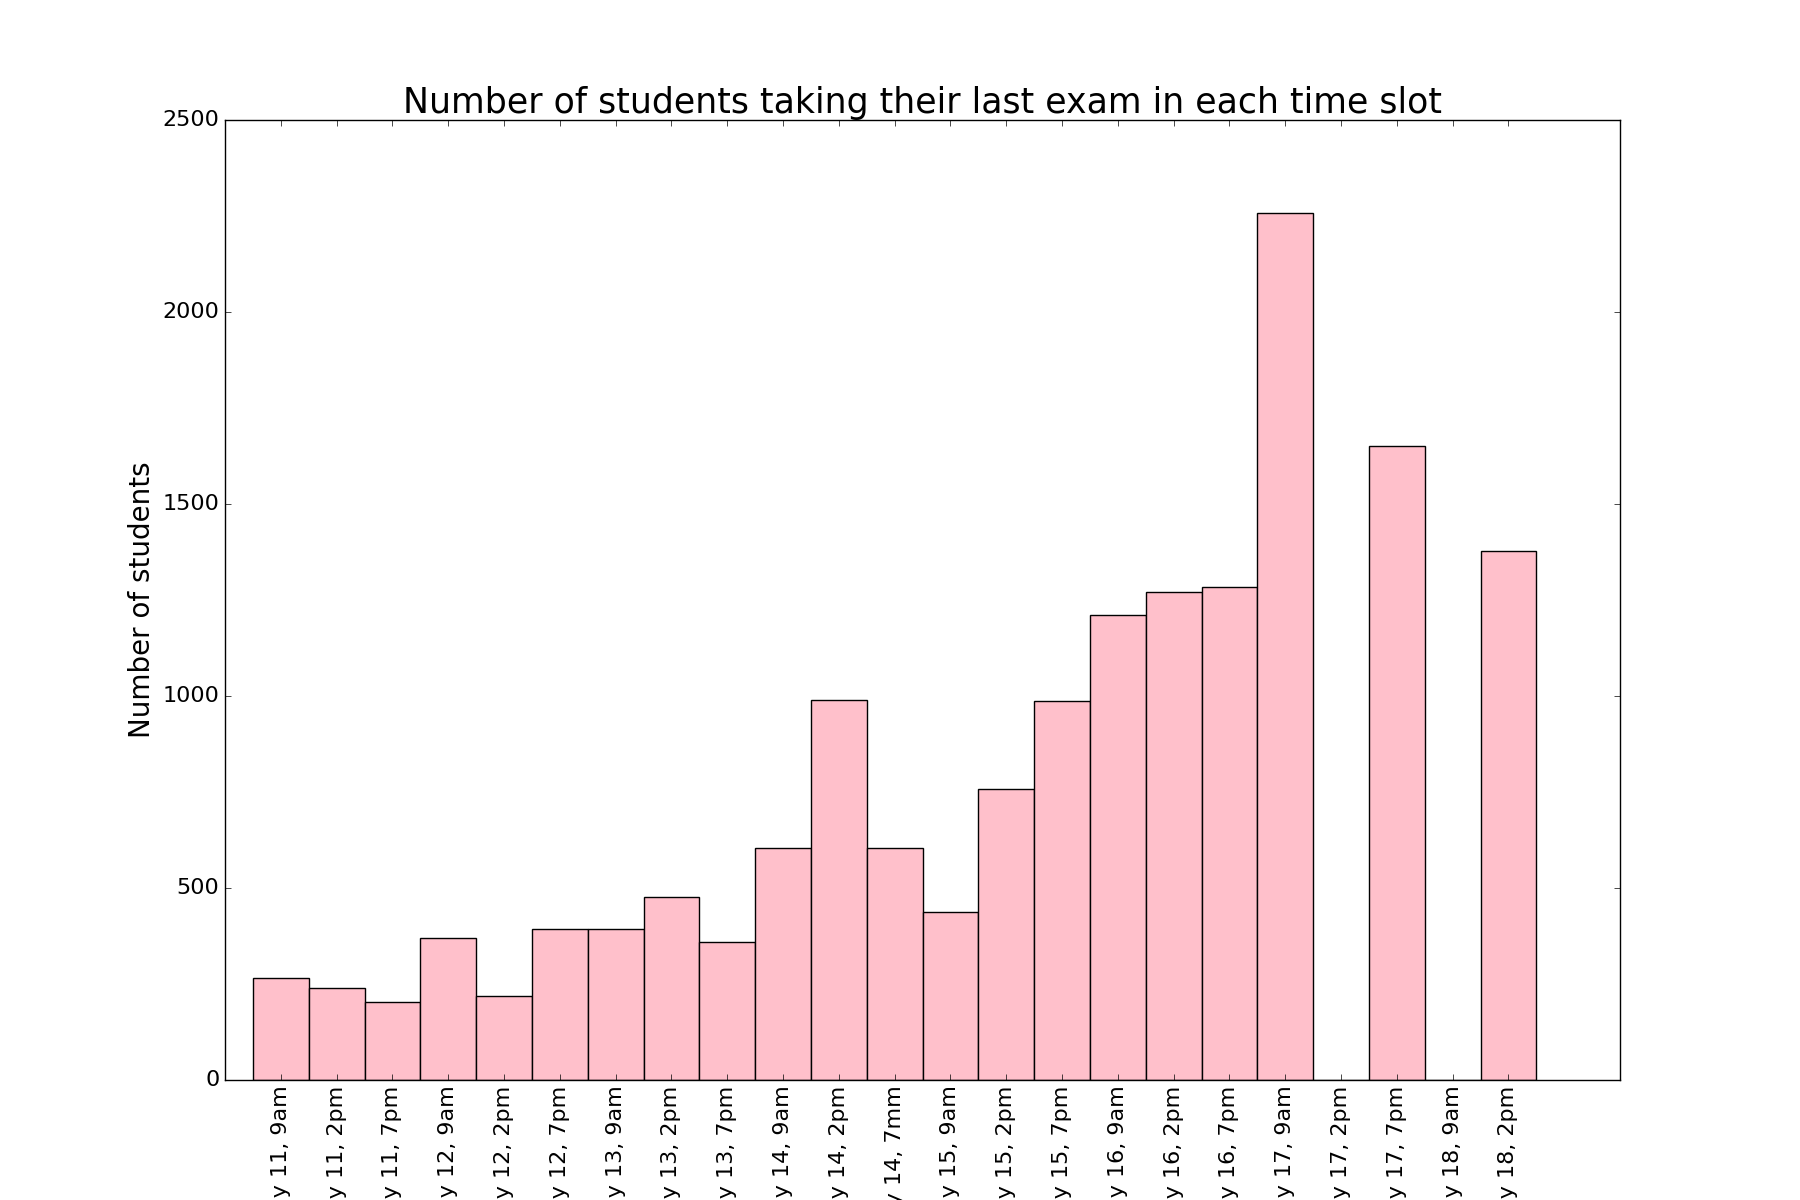 Number of students taking their last exam in each time slot
Number of students
2500
2000
1500
1000
500
0
y 11, 9am
y 11, 2pm
y 11, 7pm
y 12, 9am
y 12, 2pm
y 12, 7pm
y 13, 9am
y 13, 2pm
y 13, 7pm
y 14, 9am
y 14, 2pm
y 14, 7mm
y 15, 9am
y 15, 2pm
y 15, 7pm
y 16, 9am
y 16, 2pm
y 16, 7pm
y 17, 9am
y 17, 2pm
y 17, 7pm
y 18, 9am
y 18, 2pm